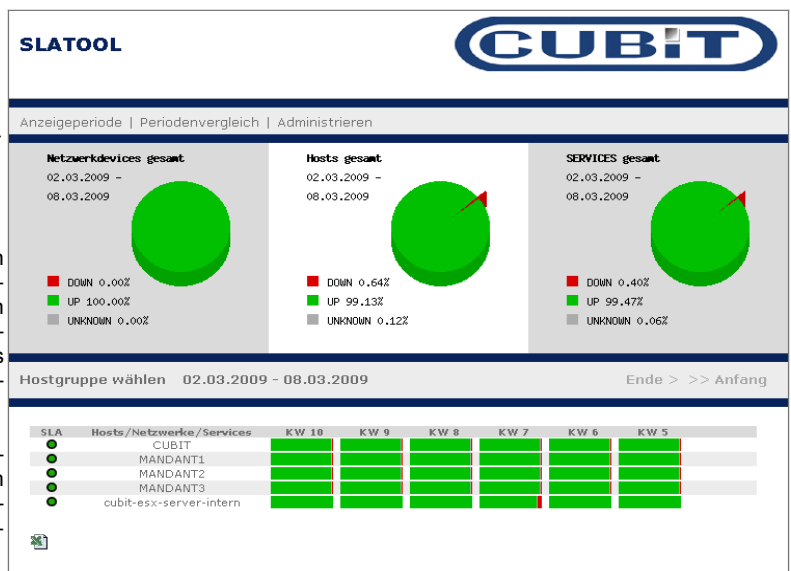 SLATOOL
CUBiT
Anzeigeperiode | Periodenvergleich | Administrieren
Netzwerkdevices gesamt
02.03.2009 -
08.03.2009
DOWN 0.00%
UP 100.00%
UNKNOWN 0.00%
Hosts gesamt
02.03.2009 -
08.03.2009
DOWN 0.64%
UP 99.13%
UNKNOWN 0.12%
SERVICES gesamt
02.03.2009 -
08.03.2009
DOWN 0.40%
UP 99.47%
UNKNOWN 0.06%
Hostgruppe wählen 02.03.2009 - 08.03.2009 Ende > >> Anfang
SLA Hosts/Netzwerke/Services KW 10 KW 9 KW 8 KW 7 KW 6 KW 5
CUBIT
MANDANT1
MANDANT2
MANDANT3
cubit-esx-server-intern